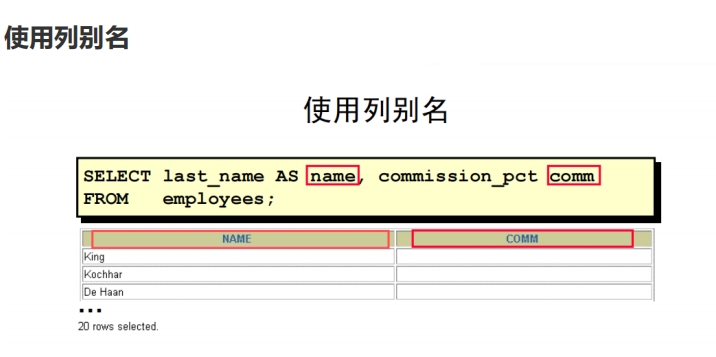 使用列别名
使用列别名
SELECT last_name AS name, commission_pct comm
FROM employees;
NAME COMM
King
Kochhar
De Haan
...
20 rows selected.